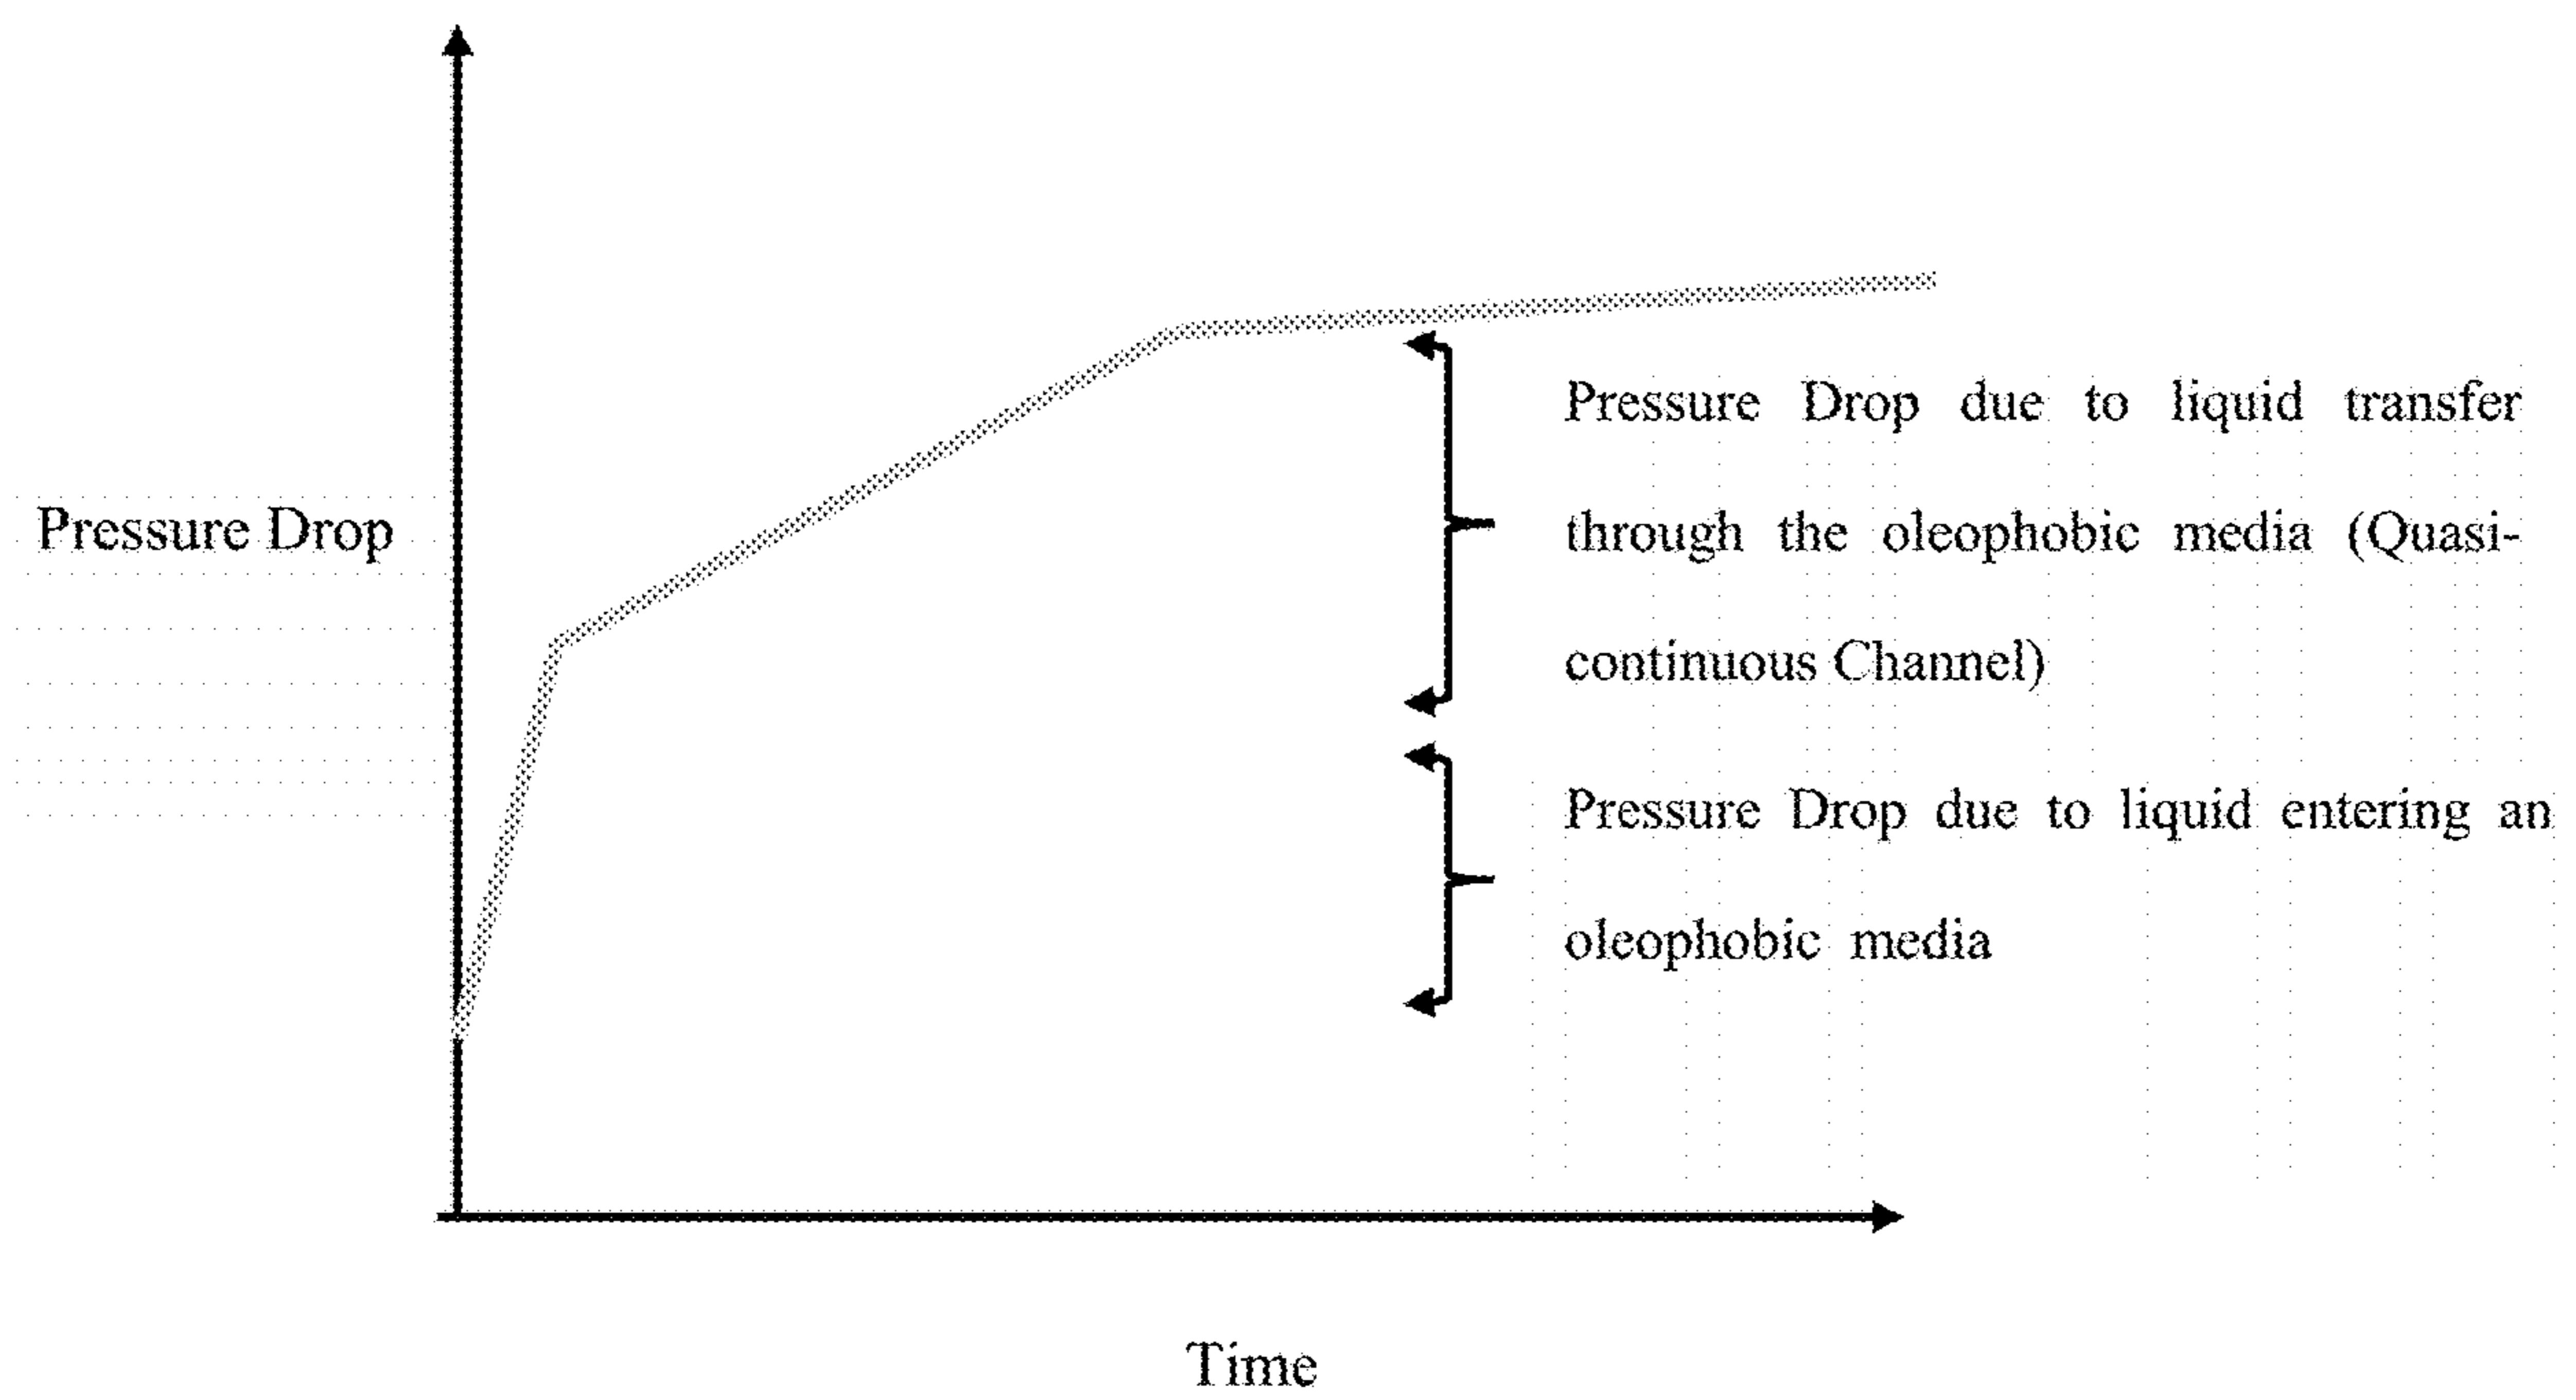 Pressure Drop due to liquid transfer
Pressure Drop
through the oleophobic media (Quasi-
continuous Channel)
Pressure Drop due to liquid entering an
oleophobic media
Time